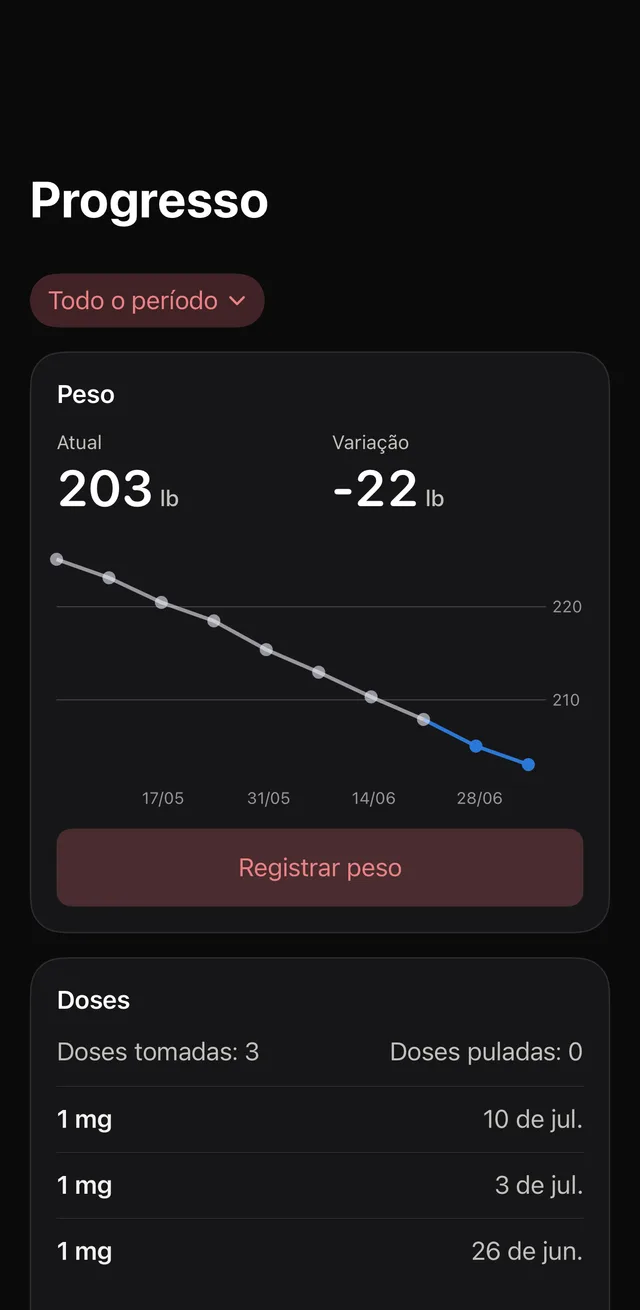 Progresso
Todo o período
Peso
Atual
Variação
203 lb
-22 lb
220
210
17/05
31/05
14/06
28/06
Registrar peso
Doses
Doses tomadas: 3
Doses puladas: 0
1 mg
10 de jul.
1 mg
3 de jul.
1 mg
26 de jun.